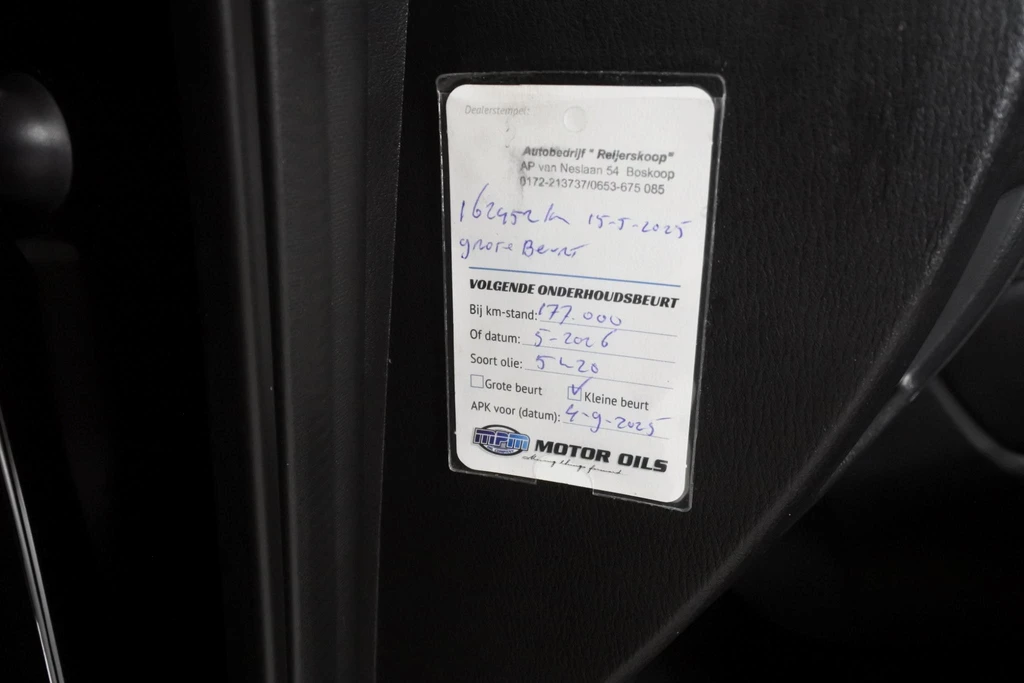 Dealerstempel:
Autobedrijf " Reijerskoop"
AP van Neslaan 54 Boskoop
0172-213737/0653-675 085
162952 km 15-5-2025
grote Beurt
VOLGENDE ONDERHOUDSBEURT
Bij km-stand: 177.000
Of datum: 5-2026
Soort olie: 5w20
Grote beurt Kleine beurt
APK voor (datum): 4-9-2025
MPM MOTOR OILS